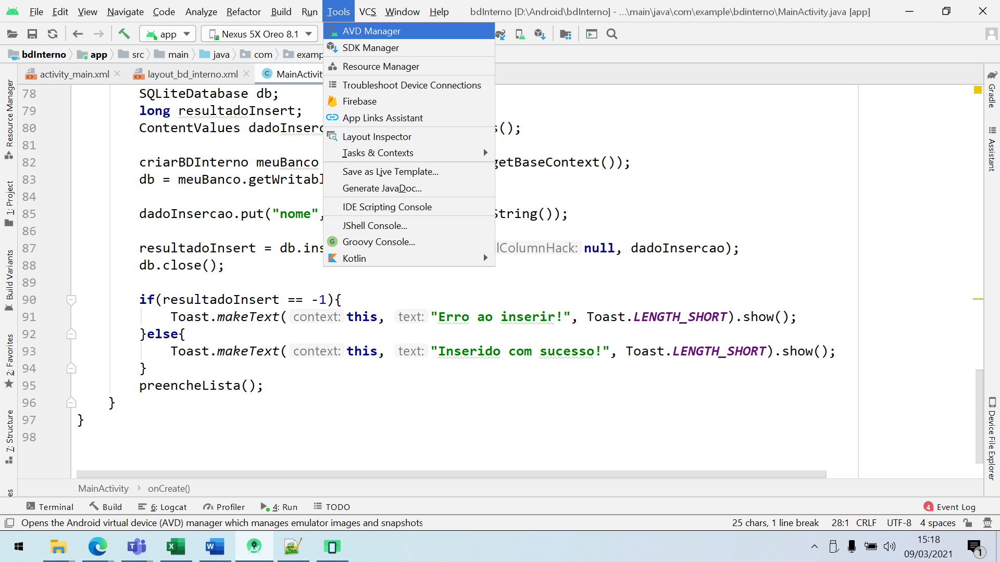 File Edit View Navigate Code Analyze Refactor Build Run Tools VCS Window Help bdInterno [D:\Android\bdInterno] - ...\main\java\com\example\bdinterno\MainActivity.java [app]
app Nexus 5X Oreo 8.1
bdInterno app src main java com examp
activity_main.xml layout_bd_interno.xml MainActivity
AVD Manager
SDK Manager
Resource Manager
Troubleshoot Device Connections
Firebase
App Links Assistant
Layout Inspector
Tasks & Contexts
Save as Live Template...
Generate JavaDoc...
IDE Scripting Console
JShell Console...
Groovy Console...
Kotlin
78 SQLiteDatabase db;
79 long resultadoInsert;
80 ContentValues dadoInserc s();
81
82 criarBDInterno meuBanco getBaseContext());
83 db = meuBanco.getWritabl
84
85 dadoInsercao.put("nome", String());
86
87 resultadoInsert = db.ins lColumnHack: null, dadoInsercao);
88 db.close();
89
90 if(resultadoInsert == -1){
91 Toast.makeText( context: this, text: "Erro ao inserir!", Toast.LENGTH_SHORT).show();
92 }else{
93 Toast.makeText( context: this, text: "Inserido com sucesso!", Toast.LENGTH_SHORT).show();
94 }
95 preencheLista();
96 }
97 }
98
Resource Manager
1: Project
Build Variants
2: Favorites
7: Structure
es
Gradle
Assistant
Device File Explorer
MainActivity › onCreate()
Terminal Build 6: Logcat Profiler 4: Run TODO 4 Event Log
Opens the Android virtual device (AVD) manager which manages emulator images and snapshots 25 chars, 1 line break 28:1 CRLF UTF-8 4 spaces
15:18
09/03/2021
1